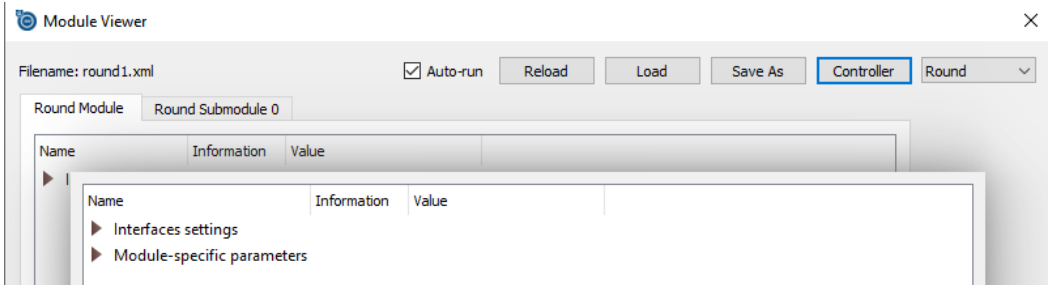 Module Viewer
Filename: round1.xml Auto-run Reload Load Save As Controller Round
Round Module Round Submodule 0
Name Information Value
Name Information Value
Interfaces settings
Module-specific parameters